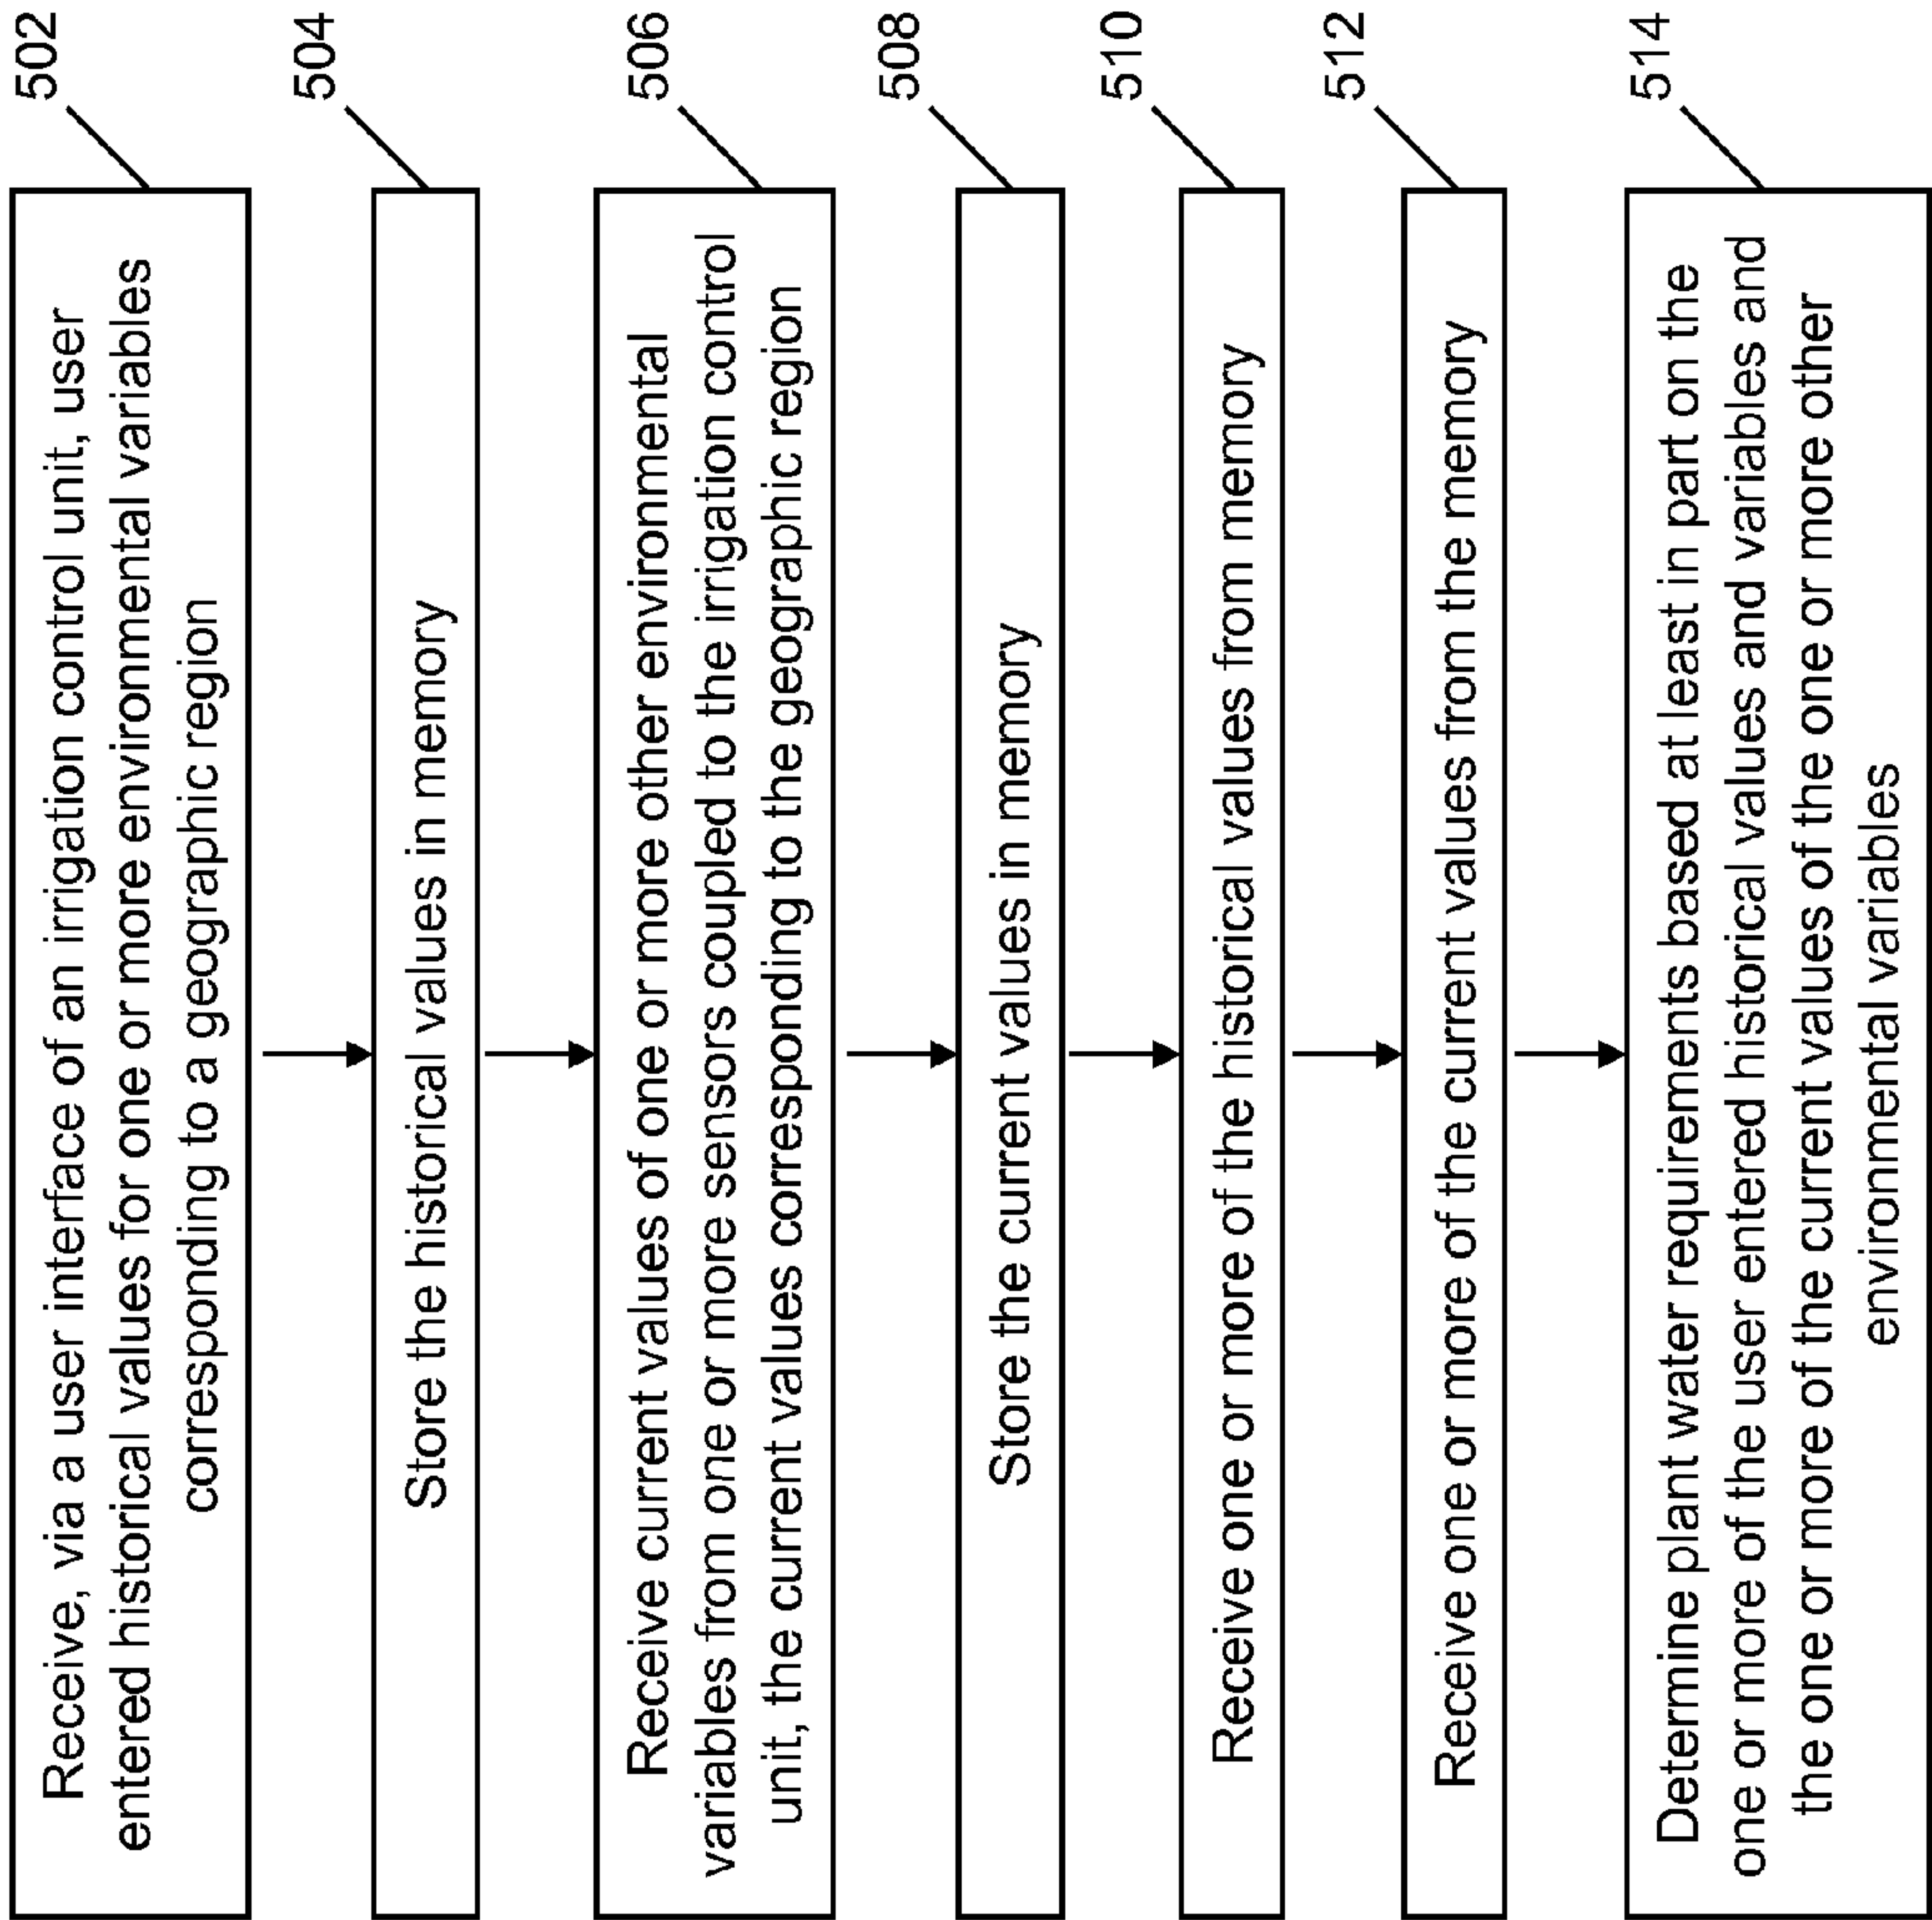 Receive, via a user interface of an irrigation control unit, user
entered historical values for one or more environmental variables
corresponding to a geographic region
502
Store the historical values in memory
504
Receive current values of one or more other environmental
variables from one or more sensors coupled to the irrigation control
unit, the current values corresponding to the geographic region
506
Store the current values in memory
508
Receive one or more of the historical values from memory
510
Receive one or more of the current values from the memory
512
Determine plant water requirements based at least in part on the
one or more of the user entered historical values and variables and
the one or more of the current values of the one or more other
environmental variables
514